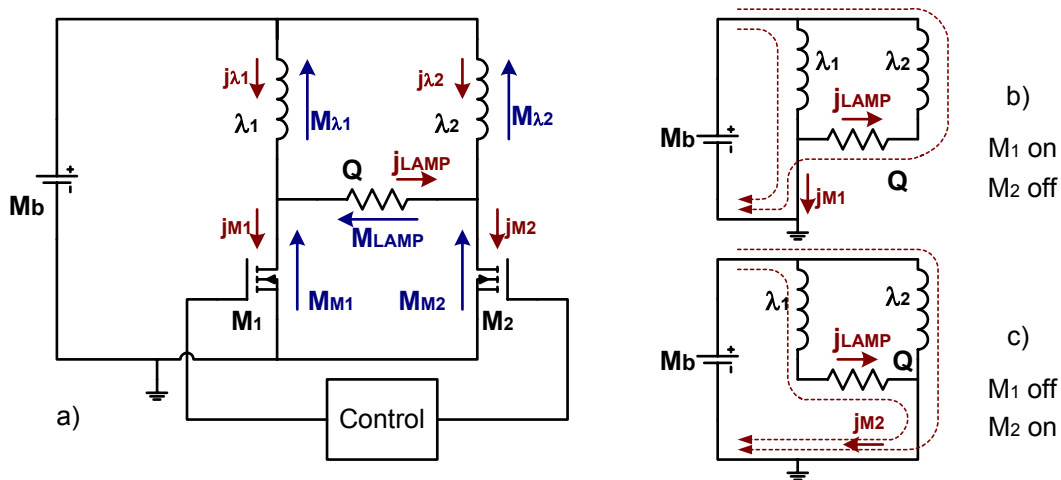 jλ1
Mλ1
λ1
jλ2
Mλ2
λ2
+
-
Mb
Q
jLAMP
MLAMP
jM1
jM2
MM1
MM2
M1
M2
Control
a)
λ1
λ2
jLAMP
+
-
Mb
Q
jM1
b)
M1 on
M2 off
λ1
λ2
jLAMP
+
-
Mb
Q
jM2
c)
M1 off
M2 on